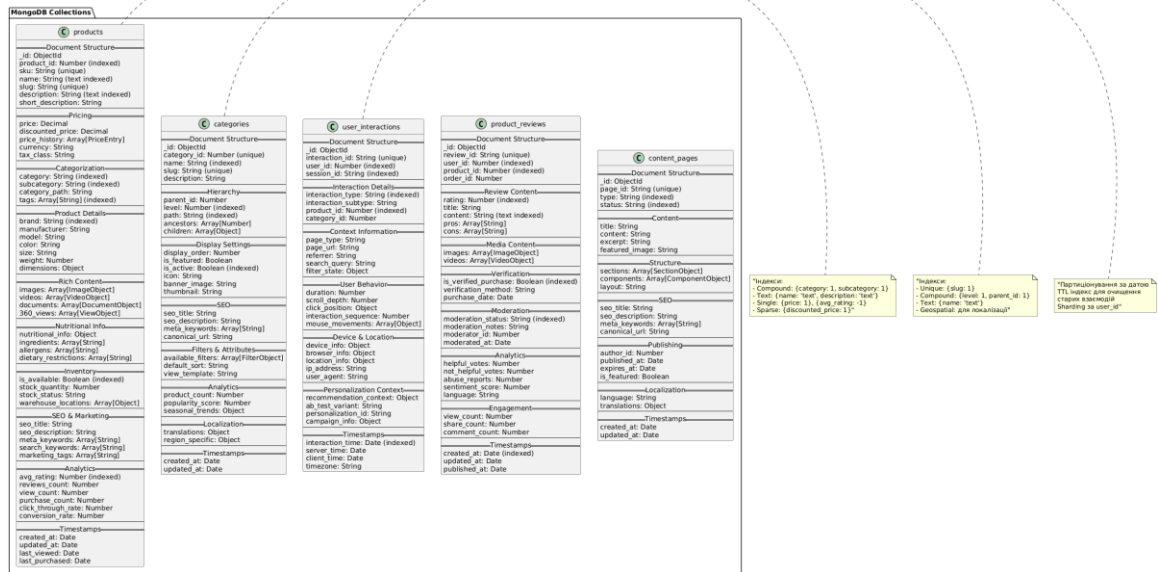 MongoDB Collections
C products
Document Structure
_id: ObjectId
product_id: Number (indexed)
sku: String (unique)
name: String (text indexed)
slug: String (unique)
description: String (text indexed)
short_description: String
Pricing
price: Decimal
discounted_price: Decimal
price_history: Array[PriceEntry]
currency: String
tax_class: String
Categorization
category: String (indexed)
subcategory: String (indexed)
category_path: String
tags: Array[String] (indexed)
Product Details
brand: String (indexed)
manufacturer: String
model: String
color: String
size: String
weight: Number
dimensions: Object
Rich Content
images: Array[ImageObject]
videos: Array[VideoObject]
documents: Array[DocumentObject]
360_views: Array[ViewObject]
Nutritional Info
nutritional_info: Object
ingredients: Array[String]
allergens: Array[String]
dietary_restrictions: Array[String]
Inventory
is_available: Boolean (indexed)
stock_quantity: Number
stock_status: String
warehouse_locations: Array[Object]
SEO & Marketing
seo_title: String
seo_description: String
meta_keywords: Array[String]
search_keywords: Array[String]
marketing_tags: Array[String]
Analytics
avg_rating: Number (indexed)
reviews_count: Number
view_count: Number
purchase_count: Number
click_through_rate: Number
conversion_rate: Number
Timestamps
created_at: Date
updated_at: Date
last_viewed: Date
last_purchased: Date
C categories
Document Structure
_id: ObjectId
category_id: Number (unique)
name: String (indexed)
slug: String (unique)
description: String
Hierarchy
parent_id: Number
level: Number (indexed)
path: String (indexed)
ancestors: Array[Number]
children: Array[Object]
Display Settings
display_order: Number
is_featured: Boolean
is_active: Boolean (indexed)
icon: String
banner_image: String
thumbnail: String
SEO
seo_title: String
seo_description: String
meta_keywords: Array[String]
canonical_url: String
Filters & Attributes
available_filters: Array[FilterObject]
default_sort: String
view_template: String
Analytics
product_count: Number
popularity_score: Number
seasonal_trends: Object
Localization
translations: Object
region_specific: Object
Timestamps
created_at: Date
updated_at: Date
C user_interactions
Document Structure
_id: ObjectId
interaction_id: String (unique)
user_id: Number (indexed)
session_id: String (indexed)
Interaction Details
interaction_type: String (indexed)
interaction_subtype: String
product_id: Number (indexed)
category_id: Number
Context Information
page_type: String
page_url: String
referrer: String
search_query: String
filter_state: Object
User Behavior
duration: Number
scroll_depth: Number
click_position: Object
interaction_sequence: Number
mouse_movements: Array[Object]
Device & Location
device_info: Object
browser_info: Object
location_info: Object
ip_address: String
user_agent: String
Personalization Context
recommendation_context: Object
ab_test_variant: String
personalization_id: String
campaign_info: Object
Timestamps
interaction_time: Date (indexed)
server_time: Date
client_time: Date
timezone: String
C product_reviews
Document Structure
_id: ObjectId
review_id: String (unique)
user_id: Number (indexed)
product_id: Number (indexed)
order_id: Number
Review Content
rating: Number (indexed)
title: String
content: String (text indexed)
pros: Array[String]
cons: Array[String]
Media Content
images: Array[ImageObject]
videos: Array[VideoObject]
Verification
is_verified_purchase: Boolean (indexed)
verification_method: String
purchase_date: Date
Moderation
moderation_status: String (indexed)
moderation_notes: String
moderator_id: Number
moderated_at: Date
Analytics
helpful_votes: Number
not_helpful_votes: Number
abuse_reports: Number
sentiment_score: Number
language: String
Engagement
view_count: Number
share_count: Number
comment_count: Number
Timestamps
created_at: Date (indexed)
updated_at: Date
published_at: Date
C content_pages
Document Structure
_id: ObjectId
page_id: String (unique)
type: String (indexed)
status: String (indexed)
Content
title: String
content: String
excerpt: String
featured_image: String
Structure
sections: Array[SectionObject]
components: Array[ComponentObject]
layout: String
SEO
seo_title: String
seo_description: String
meta_keywords: Array[String]
canonical_url: String
Publishing
author_id: Number
published_at: Date
expires_at: Date
is_featured: Boolean
Localization
language: String
translations: Object
Timestamps
created_at: Date
updated_at: Date
"Індекси:
- Compound: {category: 1, subcategory: 1}
- Text: {name: 'text', description: 'text'}
- Single: {price: 1}, {avg_rating: -1}
- Sparse: {discounted_price: 1}"
"Індекси:
- Unique: {slug: 1}
- Compound: {level: 1, parent_id: 1}
- Text: {name: 'text'}
- Geospatial: для локалізації"
"Партиціонування за датою
TTL індекс для очищення
старих взаємодій
Sharding за user_id"